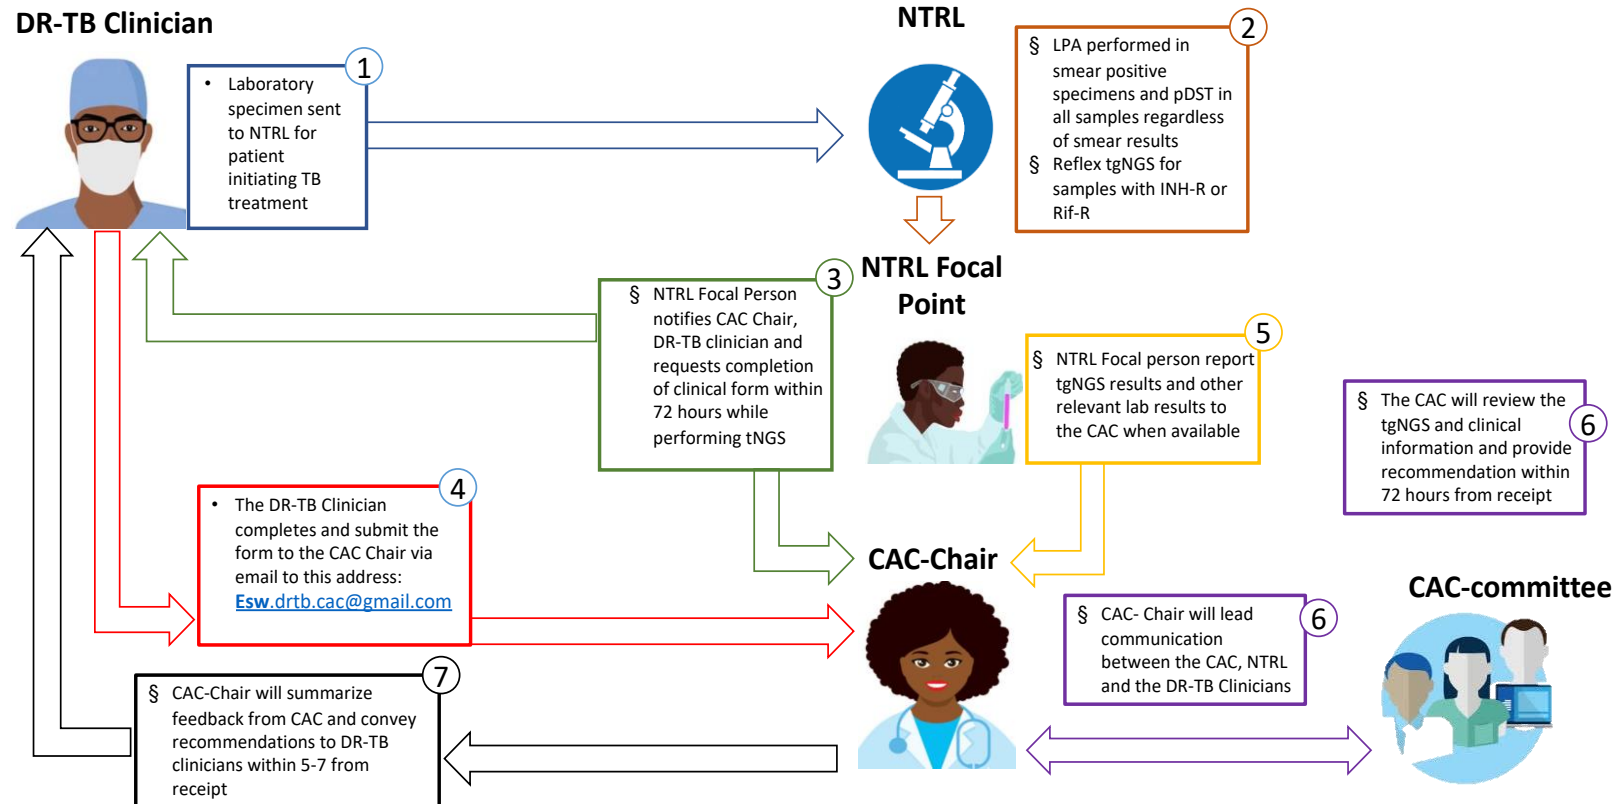 DR-TB Clinician
1
• Laboratory
specimen sent
to NTRL for
patient
initiating TB
treatment
NTRL
2
§ LPA performed in
smear positive
specimens and pDST in
all samples regardless
of smear results
§ Reflex tgNGS for
samples with INH-R or
Rif-R
3
§ NTRL Focal Person
notifies CAC Chair,
DR-TB clinician and
requests completion
of clinical form within
72 hours while
performing tNGS
NTRL Focal
Point
5
§ NTRL Focal person report
tgNGS results and other
relevant lab results to
the CAC when available
6
§ The CAC will review the
tgNGS and clinical
information and provide
recommendation within
72 hours from receipt
4
• The DR-TB Clinician
completes and submit the
form to the CAC Chair via
email to this address:
Esw.drtb.cac@gmail.com
CAC-Chair
6
§ CAC- Chair will lead
communication
between the CAC, NTRL
and the DR-TB Clinicians
CAC-committee
7
§ CAC-Chair will summarize
feedback from CAC and convey
recommendations to DR-TB
clinicians within 5-7 from
receipt